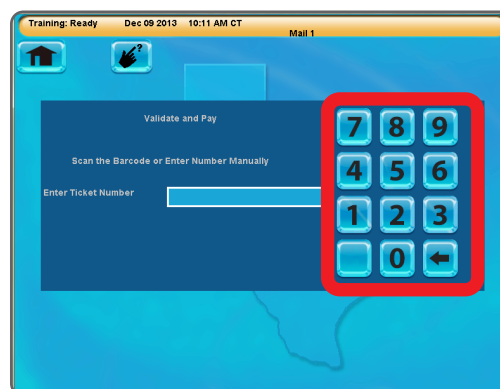 Training: Ready Dec 09 2013 10:11 AM CT
Mail 1
?
Validate and Pay
7 8 9
Scan the Barcode or Enter Number Manually
4 5 6
Enter Ticket Number
1 2 3
0